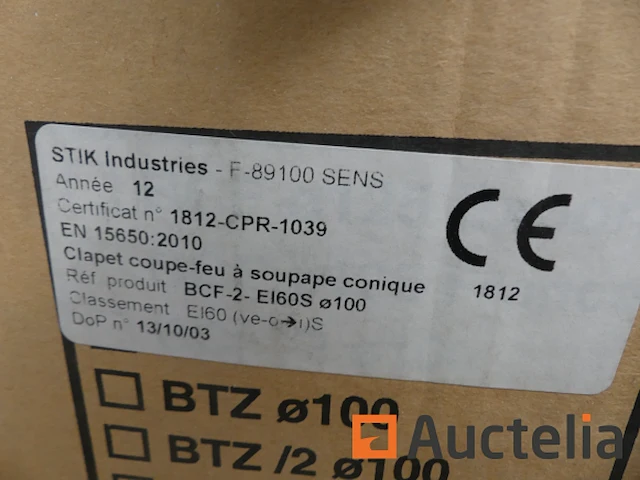 STIK Industries - F-89100 SENS
Année 12
Certificat n° 1812-CPR-1039
EN 15650:2010
Clapet coupe-feu à soupape conique
Réf produit BCF-2- EI60S ø100
Classement EI60 (ve-o→i)S
DoP n° 13/10/03
CE
1812
BTZ ø100
BTZ /2 ø100
Auctelia